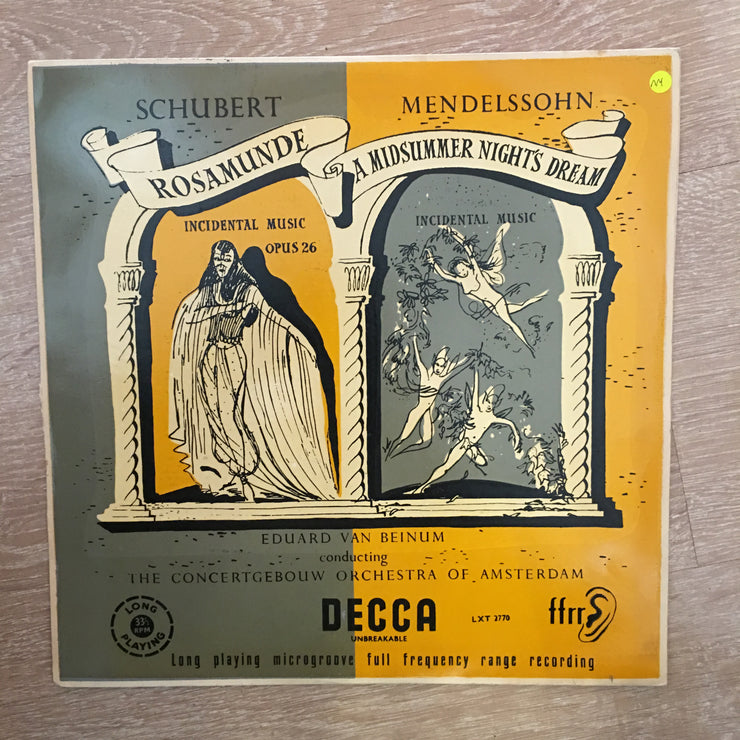 SCHUBERT
MENDELSSOHN
ROSAMUNDE
A MIDSUMMER NIGHT'S DREAM
INCIDENTAL MUSIC
OPUS 26
INCIDENTAL MUSIC
EDUARD VAN BEINUM
conducting
THE CONCERTGEBOUW ORCHESTRA OF AMSTERDAM
LONG
33⅓
RPM
PLAYING
DECCA
UNBREAKABLE
LXT 2770
ffrr
Long playing microgroove full frequency range recording